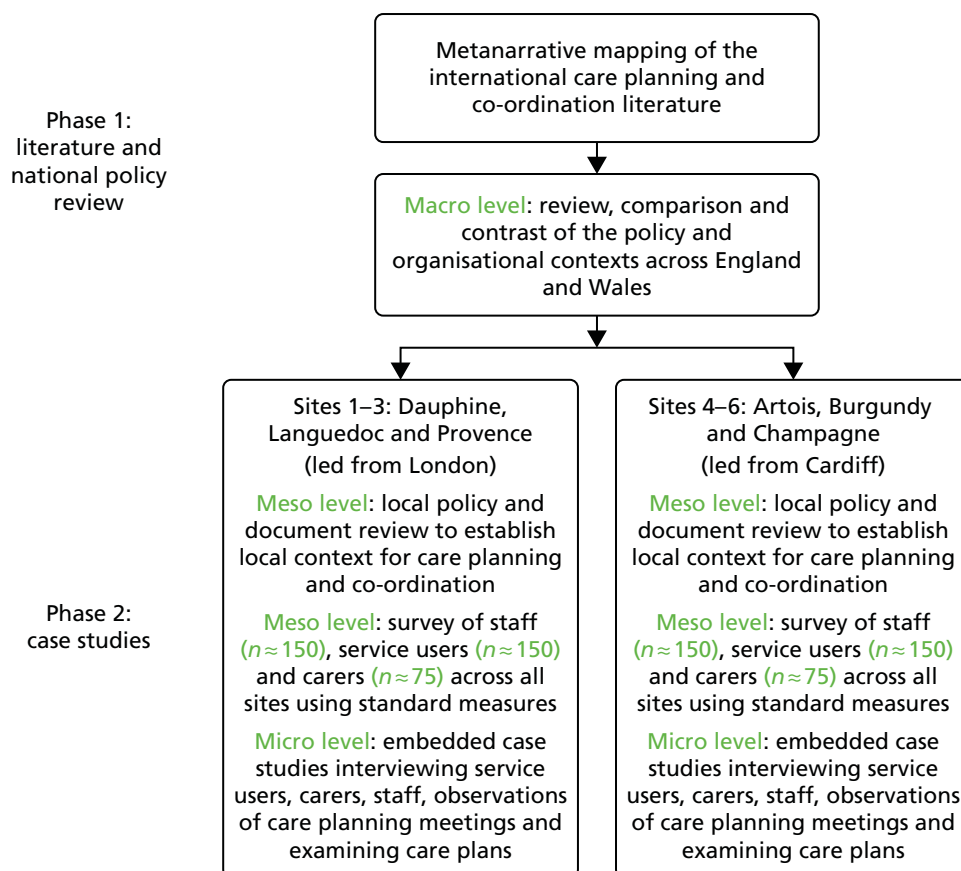 Metanarrative mapping of the
international care planning and
co-ordination literature
Phase 1:
literature and
national policy
review
Macro level: review, comparison and
contrast of the policy and
organisational contexts across England
and Wales
Phase 2:
case studies
Sites 1–3: Dauphine,
Languedoc and Provence
(led from London)
Meso level: local policy and
document review to establish
local context for care planning
and co-ordination
Meso level: survey of staff
(n≈150), service users (n≈150)
and carers (n≈75) across all
sites using standard measures
Micro level: embedded case
studies interviewing service
users, carers, staff, observations
of care planning meetings and
examining care plans
Sites 4–6: Artois, Burgundy
and Champagne
(led from Cardiff)
Meso level: local policy and
document review to establish
local context for care planning
and co-ordination
Meso level: survey of staff
(n≈150), service users (n≈150)
and carers (n≈75) across all
sites using standard measures
Micro level: embedded case
studies interviewing service
users, carers, staff, observations
of care planning meetings and
examining care plans